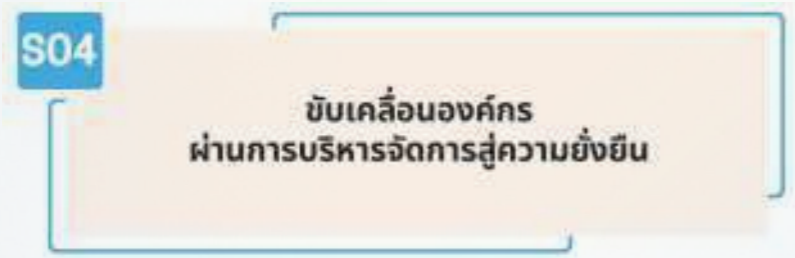 SO4
ขับเคลื่อนองค์กร
ผ่านการบริหารจัดการสู่ความยั่งยืน